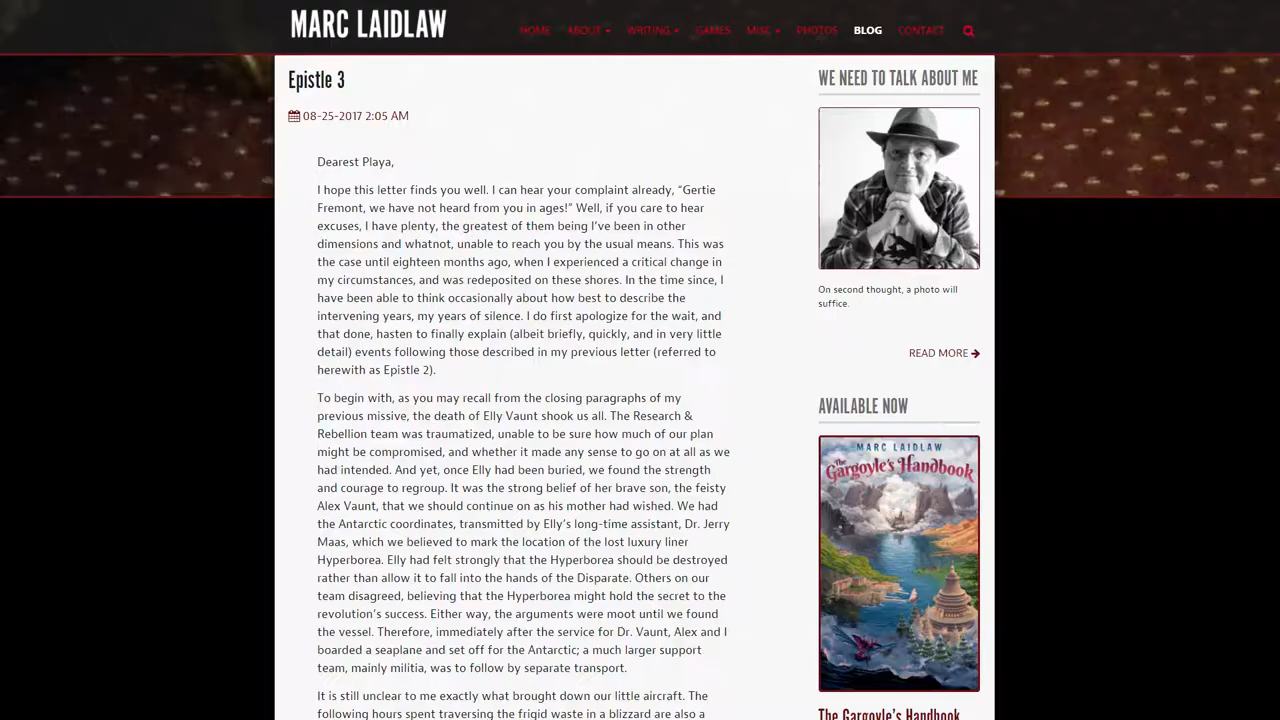 MARC LAIDLAW
HOME ABOUT WRITING GAMES MISC PHOTOS BLOG CONTACT
Epistle 3
08-25-2017 2:05 AM
Dearest Playa,
I hope this letter finds you well. I can hear your complaint already, “Gertie
Fremont, we have not heard from you in ages!” Well, if you care to hear
excuses, I have plenty, the greatest of them being I’ve been in other
dimensions and whatnot, unable to reach you by the usual means. This was
the case until eighteen months ago, when I experienced a critical change in
my circumstances, and was redeposited on these shores. In the time since, I
have been able to think occasionally about how best to describe the
intervening years, my years of silence. I do first apologize for the wait, and
that done, hasten to finally explain (albeit briefly, quickly, and in very little
detail) events following those described in my previous letter (referred to
herewith as Epistle 2).
To begin with, as you may recall from the closing paragraphs of my
previous missive, the death of Elly Vaunt shook us all. The Research &
Rebellion team was traumatized, unable to be sure how much of our plan
might be compromised, and whether it made any sense to go on at all as we
had intended. And yet, once Elly had been buried, we found the strength
and courage to regroup. It was the strong belief of her brave son, the feisty
Alex Vaunt, that we should continue on as his mother had wished. We had
the Antarctic coordinates, transmitted by Elly’s long-time assistant, Dr. Jerry
Maas, which we believed to mark the location of the lost luxury liner
Hyperborea. Elly had felt strongly that the Hyperborea should be destroyed
rather than allow it to fall into the hands of the Disparate. Others on our
team disagreed, believing that the Hyperborea might hold the secret to the
revolution’s success. Either way, the arguments were moot until we found
the vessel. Therefore, immediately after the service for Dr. Vaunt, Alex and I
boarded a seaplane and set off for the Antarctic; a much larger support
team, mainly militia, was to follow by separate transport.
It is still unclear to me exactly what brought down our little aircraft. The
following hours spent traversing the frigid waste in a blizzard are also a
WE NEED TO TALK ABOUT ME
On second thought, a photo will
suffice.
READ MORE
AVAILABLE NOW
MARC LAIDLAW
The Gargoyle's Handbook
The Gargoyle’s Handbook